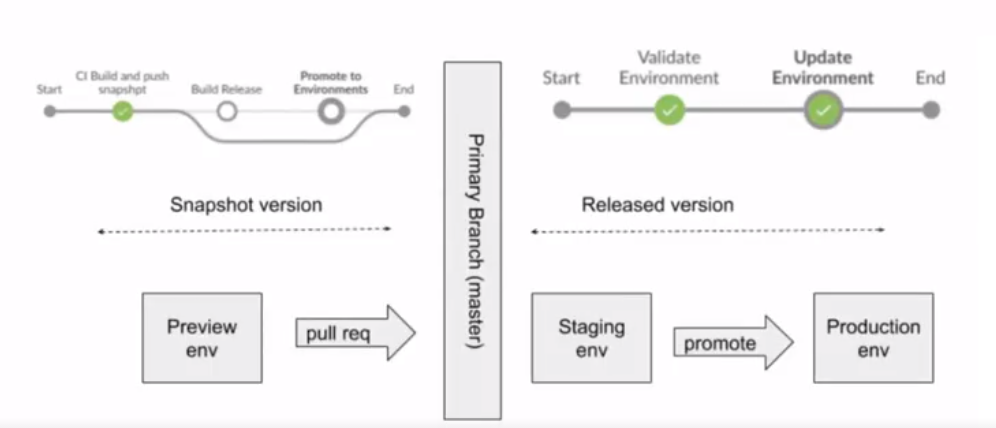 CI Build and push
snapshpt
Start
Build Release
Promote to
Environments
End
Start
Validate
Environment
Update
Environment
End
Snapshot version
Primary Branch (master)
Released version
Preview
env
pull req
Staging
env
promote
Production
env